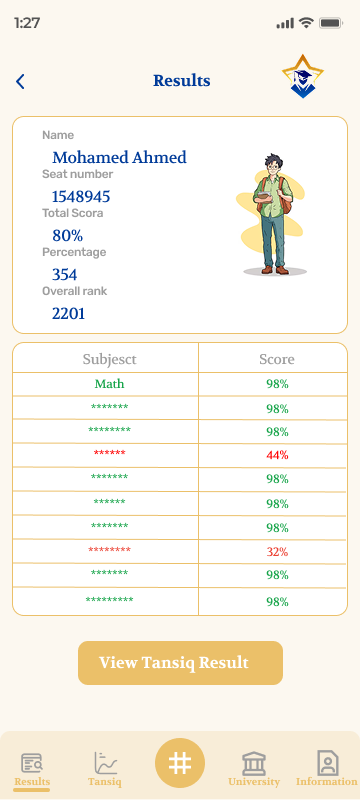 1:27
Results
Name
Mohamed Ahmed
Seat number
1548945
Total Scora
80%
Percentage
354
Overall rank
2201
Subjesct Score
Math 98%
******* 98%
******** 98%
****** 44%
******* 98%
****** 98%
******* 98%
******** 32%
******* 98%
********* 98%
View Tansiq Result
#
Results Tansiq University Information